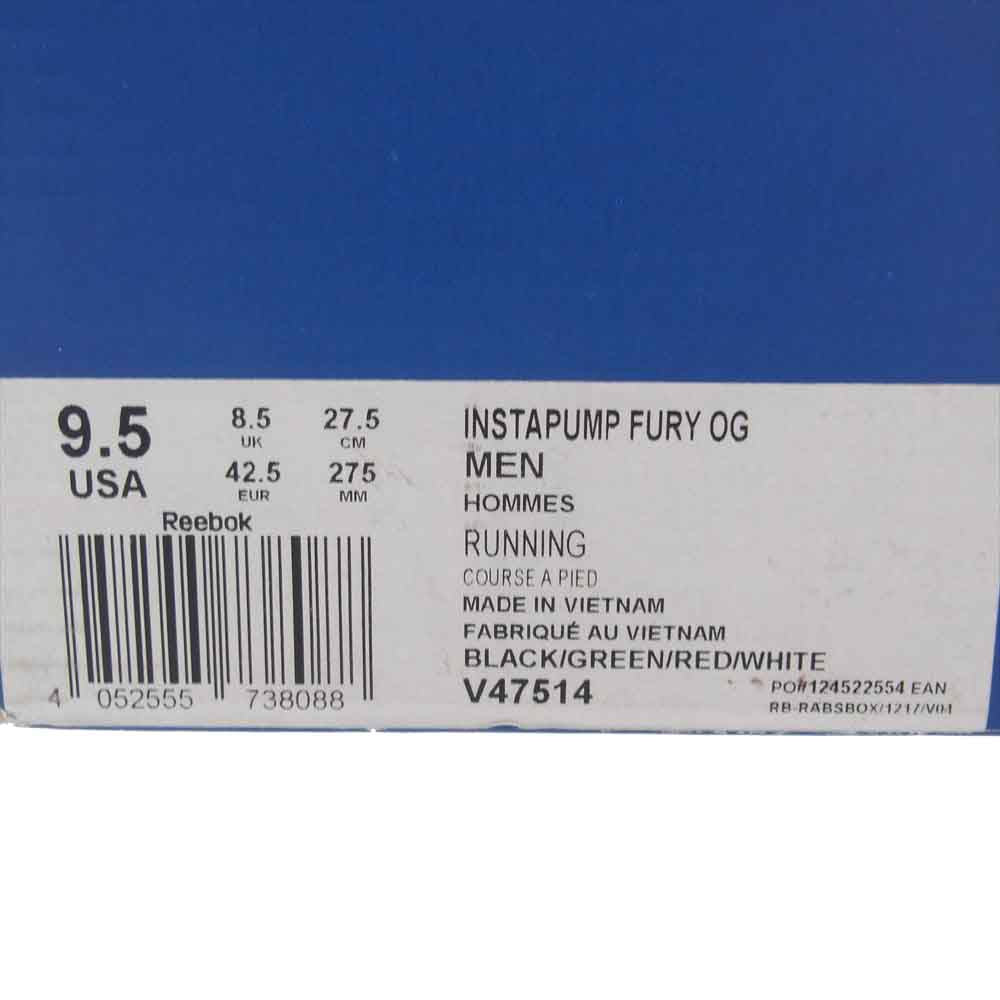 9.5
USA
8.5
UK
27.5
CM
42.5
EUR
275
MM
Reebok
4 052555 738088
INSTAPUMP FURY OG
MEN
HOMMES
RUNNING
COURSE A PIED
MADE IN VIETNAM
FABRIQUÉ AU VIETNAM
BLACK/GREEN/RED/WHITE
V47514
PO#124522554 EAN
RB-RABSBOX/1217/V04